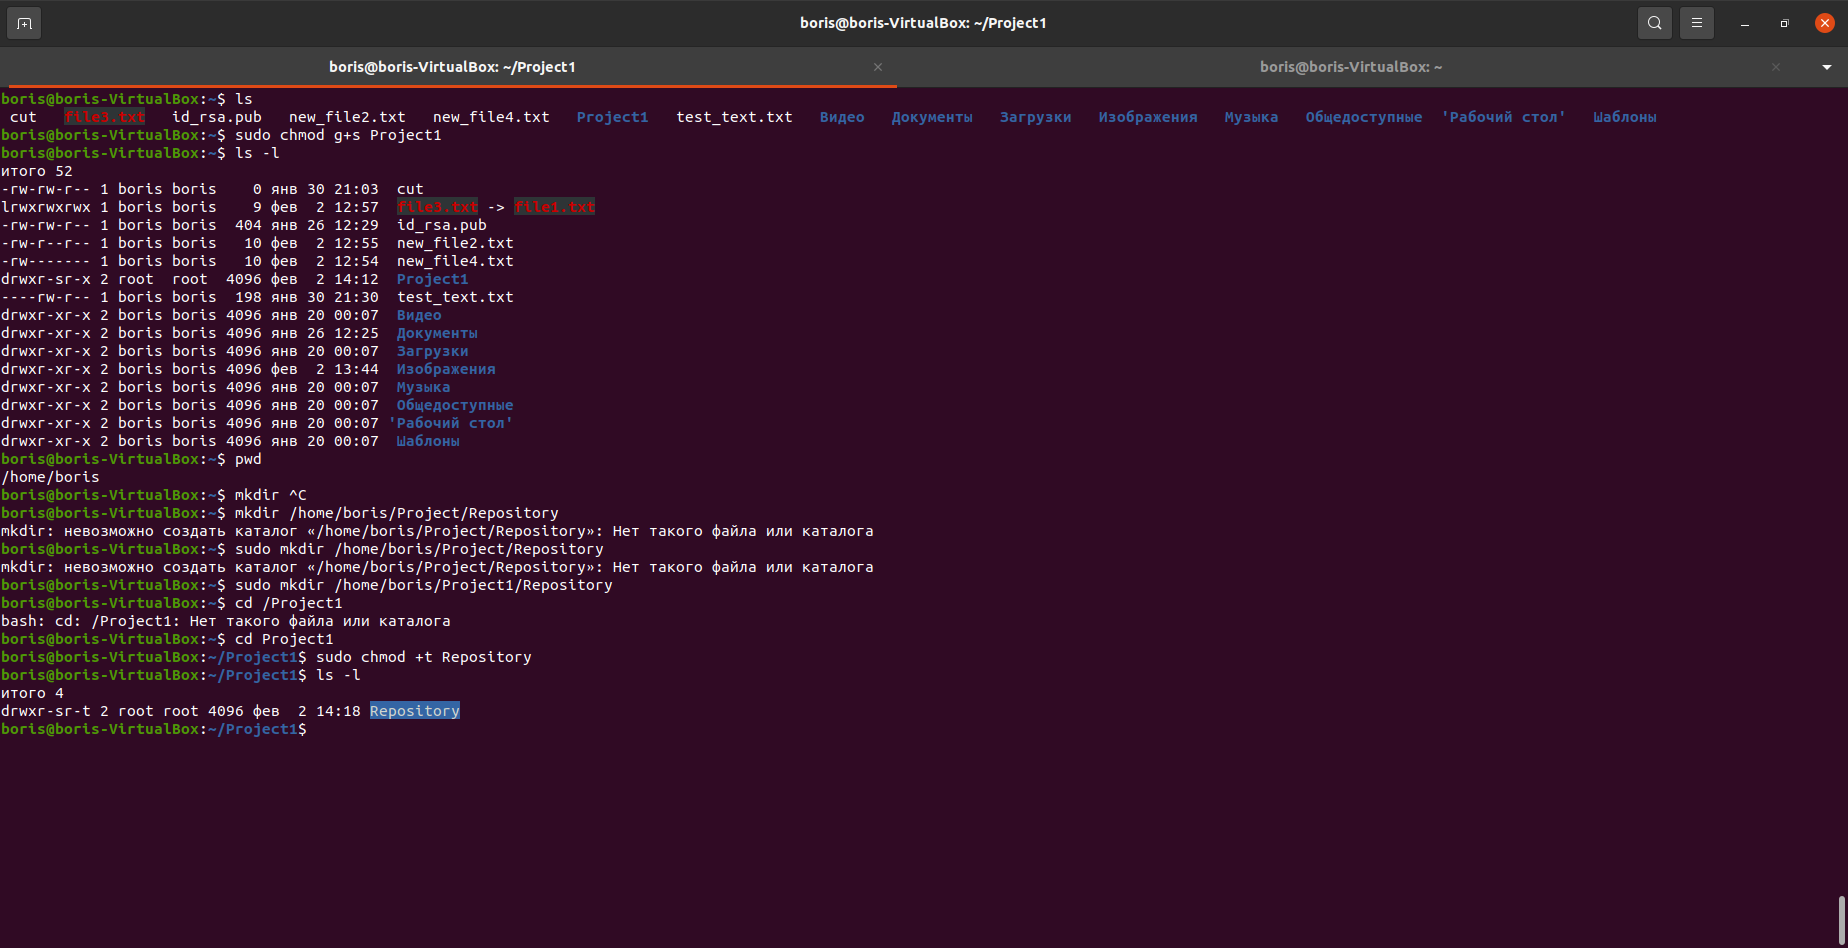 boris@boris-VirtualBox: ~/Project1
boris@boris-VirtualBox: ~/Project1 boris@boris-VirtualBox: ~
boris@boris-VirtualBox:~$ ls
cut file3.txt id_rsa.pub new_file2.txt new_file4.txt Project1 test_text.txt Видео Документы Загрузки Изображения Музыка Общедоступные 'Рабочий стол' Шаблоны
boris@boris-VirtualBox:~$ sudo chmod g+s Project1
boris@boris-VirtualBox:~$ ls -l
итого 52
-rw-rw-r-- 1 boris boris    0 янв 30 21:03  cut
lrwxrwxrwx 1 boris boris    9 фев  2 12:57  file3.txt -> file1.txt
-rw-rw-r-- 1 boris boris  404 янв 26 12:29  id_rsa.pub
-rw-r--r-- 1 boris boris   10 фев  2 12:55  new_file2.txt
-rw------- 1 boris boris   10 фев  2 12:54  new_file4.txt
drwxr-sr-x 2 root  root  4096 фев  2 14:12  Project1
----rw-r-- 1 boris boris  198 янв 30 21:30  test_text.txt
drwxr-xr-x 2 boris boris 4096 янв 20 00:07  Видео
drwxr-xr-x 2 boris boris 4096 янв 26 12:25  Документы
drwxr-xr-x 2 boris boris 4096 янв 20 00:07  Загрузки
drwxr-xr-x 2 boris boris 4096 фев  2 13:44  Изображения
drwxr-xr-x 2 boris boris 4096 янв 20 00:07  Музыка
drwxr-xr-x 2 boris boris 4096 янв 20 00:07  Общедоступные
drwxr-xr-x 2 boris boris 4096 янв 20 00:07 'Рабочий стол'
drwxr-xr-x 2 boris boris 4096 янв 20 00:07  Шаблоны
boris@boris-VirtualBox:~$ pwd
/home/boris
boris@boris-VirtualBox:~$ mkdir ^C
boris@boris-VirtualBox:~$ mkdir /home/boris/Project/Repository
mkdir: невозможно создать каталог «/home/boris/Project/Repository»: Нет такого файла или каталога
boris@boris-VirtualBox:~$ sudo mkdir /home/boris/Project/Repository
mkdir: невозможно создать каталог «/home/boris/Project/Repository»: Нет такого файла или каталога
boris@boris-VirtualBox:~$ sudo mkdir /home/boris/Project1/Repository
boris@boris-VirtualBox:~$ cd /Project1
bash: cd: /Project1: Нет такого файла или каталога
boris@boris-VirtualBox:~$ cd Project1
boris@boris-VirtualBox:~/Project1$ sudo chmod +t Repository
boris@boris-VirtualBox:~/Project1$ ls -l
итого 4
drwxr-sr-t 2 root root 4096 фев  2 14:18 Repository
boris@boris-VirtualBox:~/Project1$